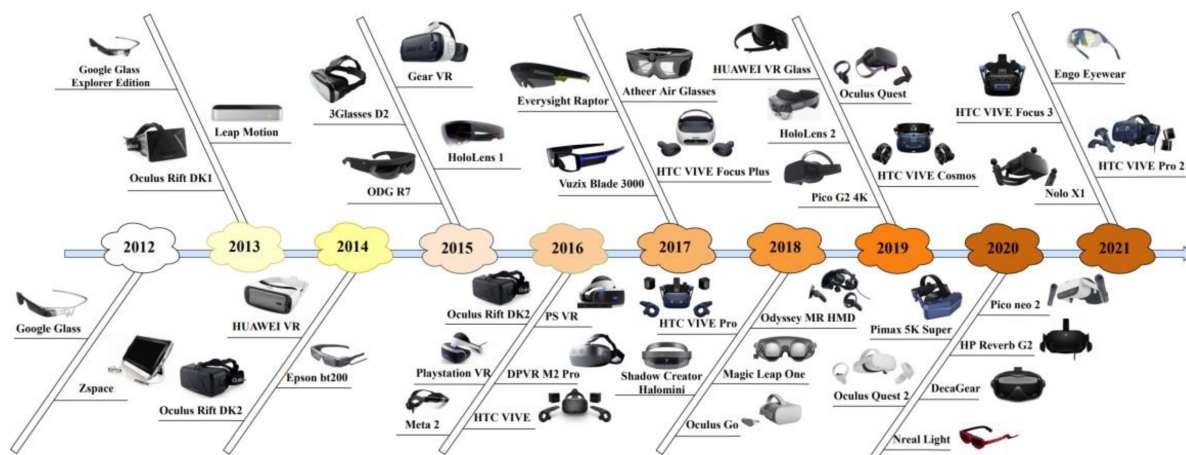 Google Glass
Explorer Edition
Oculus Rift DK1
Leap Motion
3Glasses D2
ODG R7
Gear VR
HoloLens 1
Everysight Raptor
Vuzix Blade 3000
Atheer Air Glasses
HTC VIVE Focus Plus
HUAWEI VR Glass
HoloLens 2
Pico G2 4K
Oculus Quest
HTC VIVE Cosmos
HTC VIVE Focus 3
Nolo X1
Engo Eyewear
HTC VIVE Pro 2
2012
2013
2014
2015
2016
2017
2018
2019
2020
2021
Google Glass
Zspace
HUAWEI VR
Oculus Rift DK2
Epson bt200
Oculus Rift DK2
Playstation VR
Meta 2
PS VR
DPVR M2 Pro
HTC VIVE
HTC VIVE Pro
Shadow Creator
Halomini
Odyssey MR HMD
Magic Leap One
Oculus Go
Pimax 5K Super
Oculus Quest 2
Pico neo 2
HP Reverb G2
DecaGear
Nreal Light